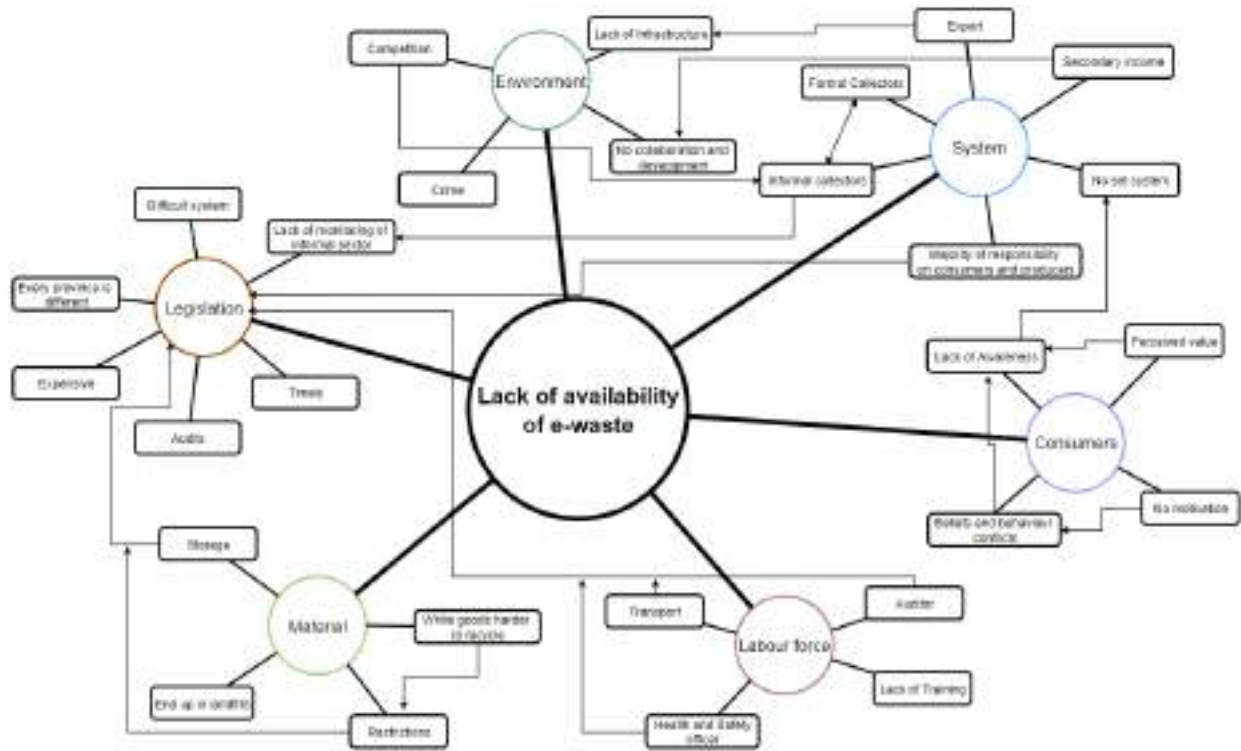 Export
Lack of Infrastructure
Competition
Secondary income
Environment
Formal Collectors
System
No collaboration and
development
Informal collectors
No set system
Crime
Difficult system
Lack of monitoring of
informal sector
Majority of responsibility
on consumers and producers
Every province is
different
Legislation
Perceived value
Lack of Awareness
Expensive
Times
Lack of availability
of e-waste
Audits
Consumers
No motivation
Beliefs and behaviour
conflicts
Storage
Auditor
Transport
White goods harder
to recycle
Material
Labour force
Lack of Training
End up in landfills
Restrictions
Health and Safety
officer